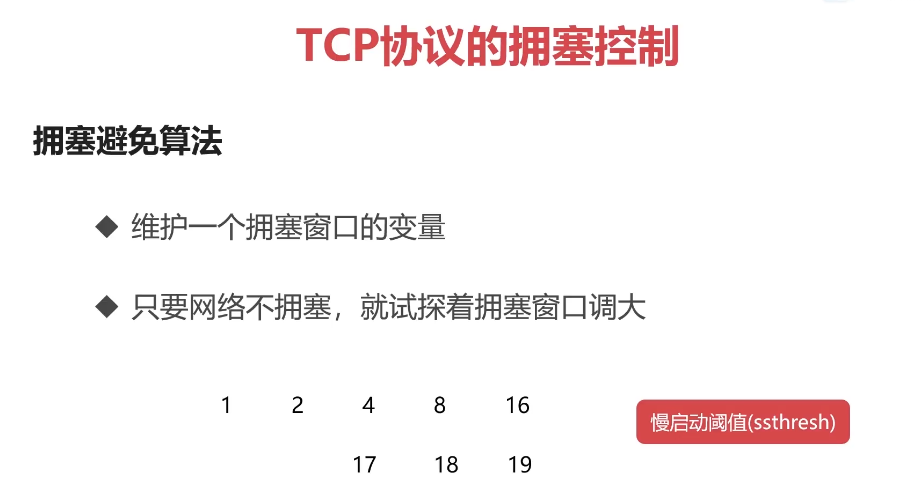 TCP协议的拥塞控制
拥塞避免算法
◆ 维护一个拥塞窗口的变量
◆ 只要网络不拥塞，就试探着拥塞窗口调大
1 2 4 8 16
慢启动阈值(ssthresh)
17 18 19